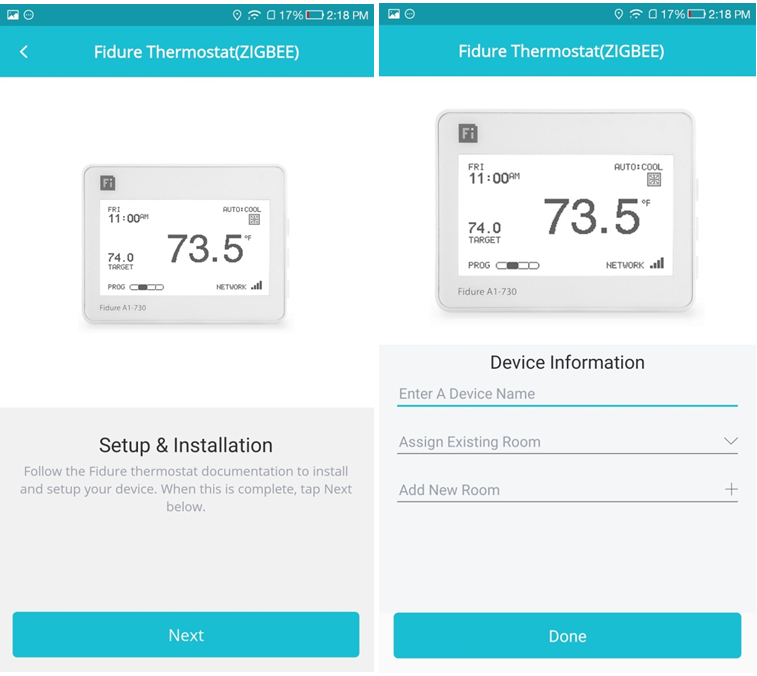 17% 2:18 PM
Fidure Thermostat(ZIGBEE)
Fi
FRI
11:00AM
AUTO:COOL
73.5°F
74.0
TARGET
PROG
NETWORK
Fidure A1-730
Setup & Installation
Follow the Fidure thermostat documentation to install
and setup your device. When this is complete, tap Next
below.
Next
17% 2:18 PM
Fidure Thermostat(ZIGBEE)
Fi
FRI
11:00AM
AUTO:COOL
73.5°F
74.0
TARGET
PROG
NETWORK
Fidure A1-730
Device Information
Enter A Device Name
Assign Existing Room
Add New Room
Done